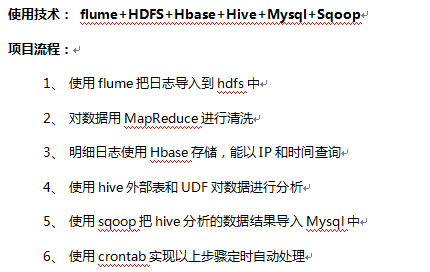 使用技术： flume+HDFS+Hbase+Hive+Mysql+Sqoop↵
项目流程：↵
1、 使用 flume 把日志导入到 hdfs 中↵
2、 对数据用 MapReduce 进行清洗↵
3、 明细日志使用 Hbase 存储，能以 IP 和时间查询↵
4、 使用 hive 外部表和 UDF 对数据进行分析↵
5、 使用 sqoop 把 hive 分析的数据结果导入 Mysql 中↵
6、 使用 crontab 实现以上步骤定时自动处理↵